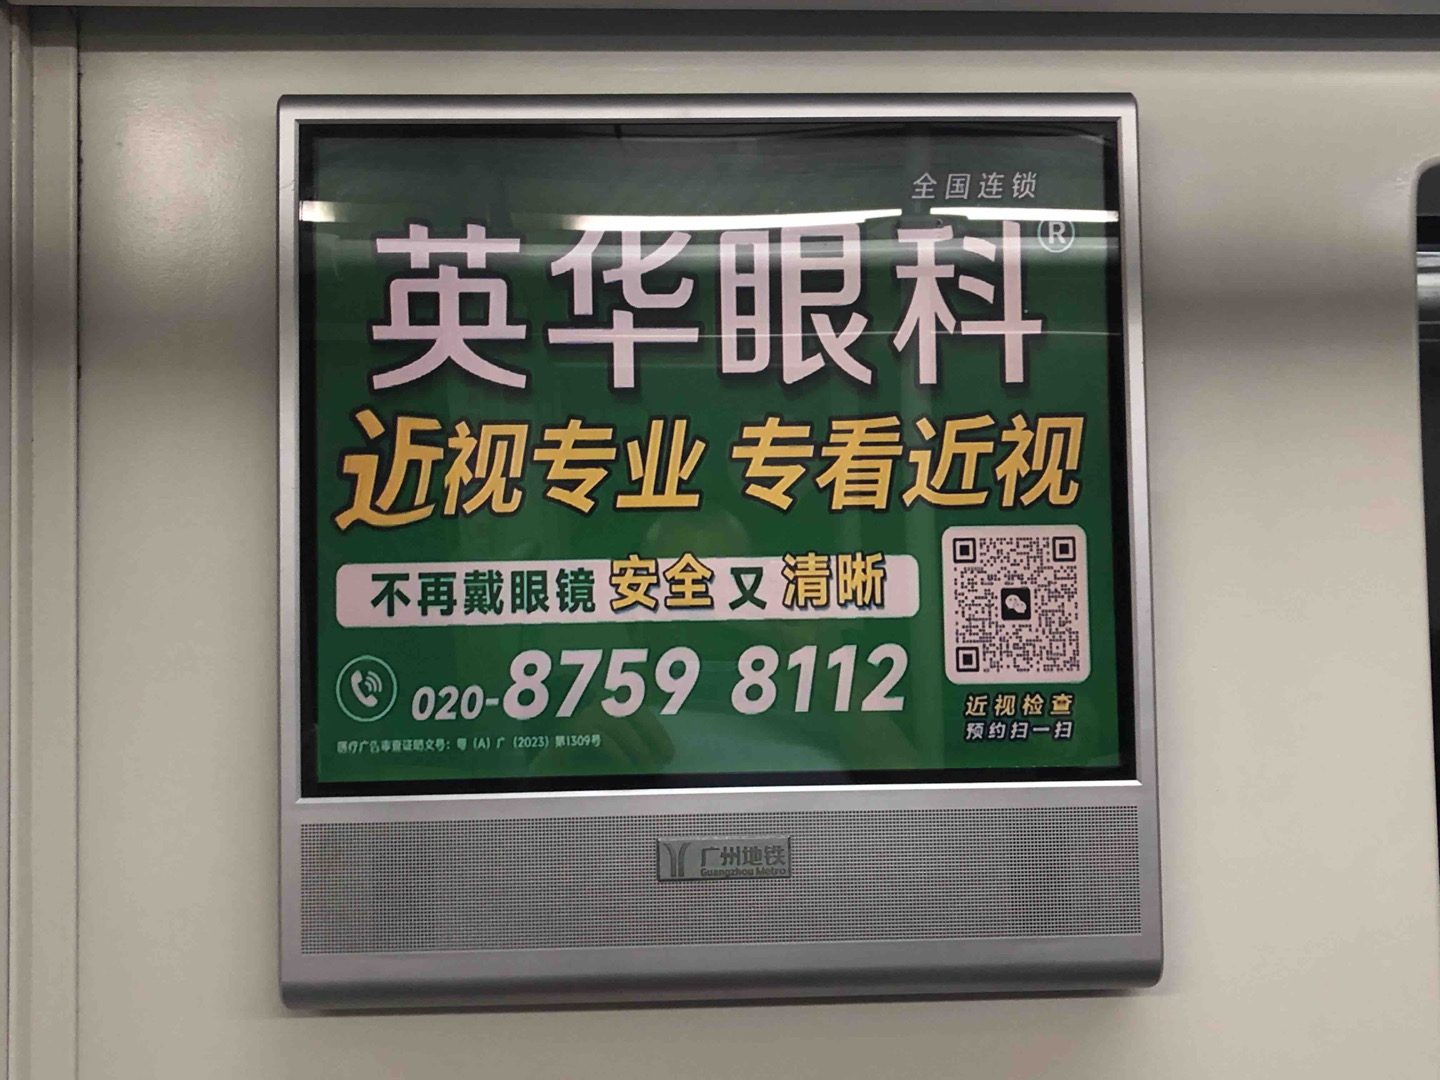 全国连锁
英华眼科®
近视专业 专看近视
不再戴眼镜 安全又清晰
020-8759 8112
近视检查
预约扫一扫
医疗广告审查证明文号：粤（A）广（2023）第1309号
广州地铁
Guangzhou Metro